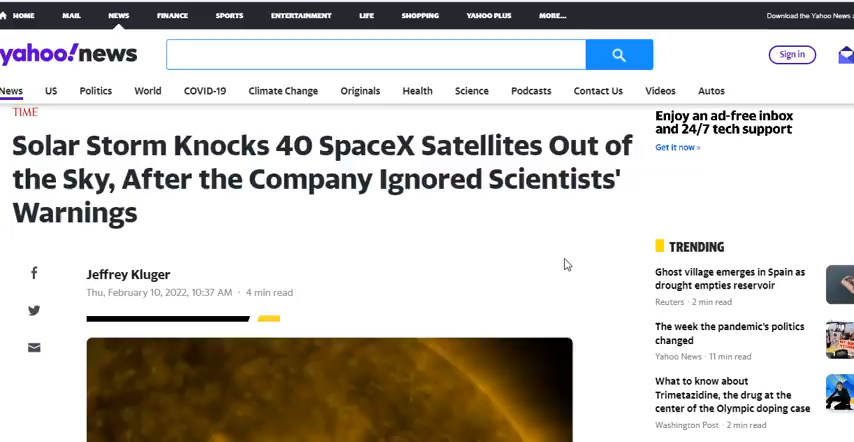 HOME MAIL NEWS FINANCE SPORTS ENTERTAINMENT LIFE SHOPPING YAHOO PLUS MORE... Download the Yahoo News a
yahoo!news
Sign in
News US Politics World COVID-19 Climate Change Originals Health Science Podcasts Contact Us Videos Autos
TIME
Solar Storm Knocks 40 SpaceX Satellites Out of
the Sky, After the Company Ignored Scientists'
Warnings
Jeffrey Kluger
Thu, February 10, 2022, 10:37 AM · 4 min read
Enjoy an ad-free inbox
and 24/7 tech support
Get it now »
TRENDING
Ghost village emerges in Spain as
drought empties reservoir
Reuters · 2 min read
The week the pandemic's politics
changed
Yahoo News · 11 min read
What to know about
Trimetazidine, the drug at the
center of the Olympic doping case
Washington Post · 2 min read